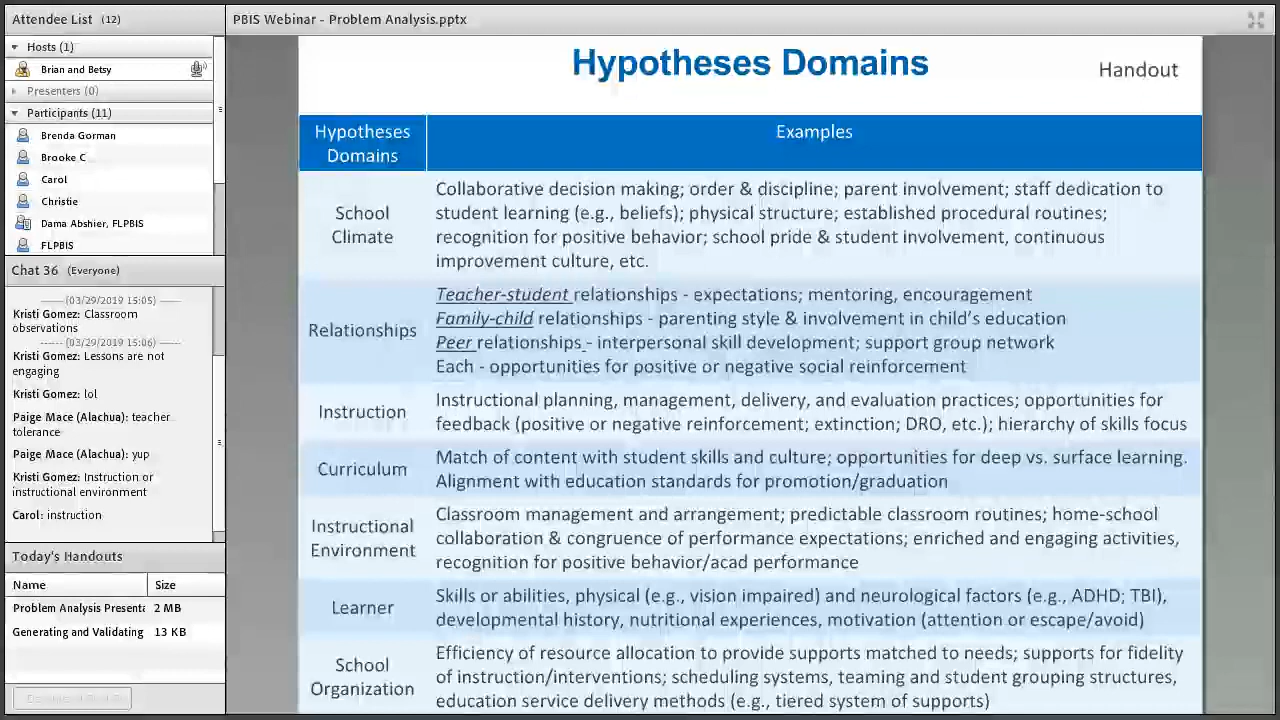 Attendee List (12)
Hosts (1)
Brian and Betsy
Presenters (0)
Participants (11)
Brenda Gorman
Brooke C
Carol
Christie
Dama Abshier, FLPBIS
FLPBIS
Chat 36 (Everyone)
------ (03/29/2019 15:05) ------
Kristi Gomez: Classroom
observations
------ (03/29/2019 15:06) ------
Kristi Gomez: Lessons are not
engaging
Kristi Gomez: lol
Paige Mace (Alachua): teacher
tolerance
Paige Mace (Alachua): yup
Kristi Gomez: Instruction or
instructional environment
Carol: instruction
Today's Handouts
Name Size
Problem Analysis Presenta 2 MB
Generating and Validating 13 KB
PBIS Webinar - Problem Analysis.pptx
Hypotheses Domains
Handout
Hypotheses
Domains
Examples
School
Climate
Collaborative decision making; order & discipline; parent involvement; staff dedication to
student learning (e.g., beliefs); physical structure; established procedural routines;
recognition for positive behavior; school pride & student involvement, continuous
improvement culture, etc.
Relationships
Teacher-student relationships - expectations; mentoring, encouragement
Family-child relationships - parenting style & involvement in child's education
Peer relationships - interpersonal skill development; support group network
Each - opportunities for positive or negative social reinforcement
Instruction
Instructional planning, management, delivery, and evaluation practices; opportunities for
feedback (positive or negative reinforcement; extinction; DRO, etc.); hierarchy of skills focus
Curriculum
Match of content with student skills and culture; opportunities for deep vs. surface learning.
Alignment with education standards for promotion/graduation
Instructional
Environment
Classroom management and arrangement; predictable classroom routines; home-school
collaboration & congruence of performance expectations; enriched and engaging activities,
recognition for positive behavior/acad performance
Learner
Skills or abilities, physical (e.g., vision impaired) and neurological factors (e.g., ADHD; TBI),
developmental history, nutritional experiences, motivation (attention or escape/avoid)
School
Organization
Efficiency of resource allocation to provide supports matched to needs; supports for fidelity
of instruction/interventions; scheduling systems, teaming and student grouping structures,
education service delivery methods (e.g., tiered system of supports)